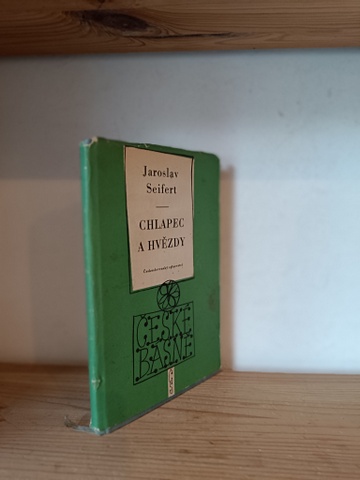 Jaroslav
Seifert
CHLAPEC
A HVĚZDY
Československý spisovatel
ČESKÉ
BÁSNĚ